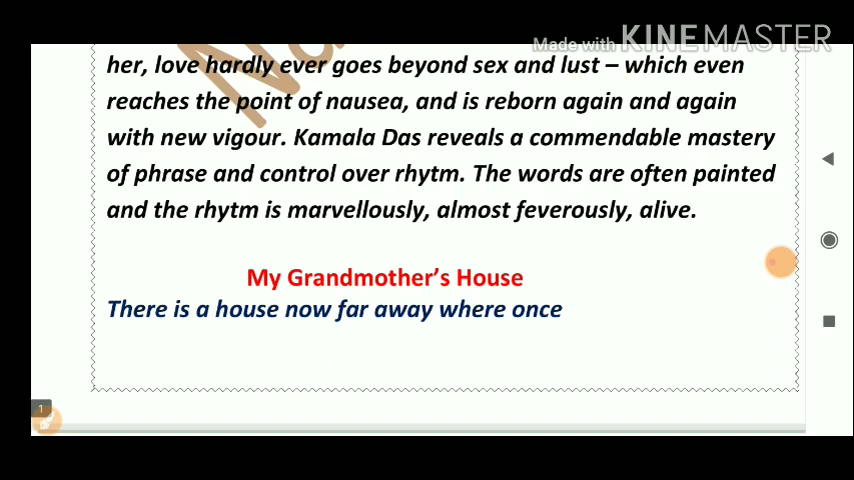 Made with KINEMASTER
her, love hardly ever goes beyond sex and lust – which even
reaches the point of nausea, and is reborn again and again
with new vigour. Kamala Das reveals a commendable mastery
of phrase and control over rhytm. The words are often painted
and the rhytm is marvellously, almost feverously, alive.
My Grandmother's House
There is a house now far away where once
1